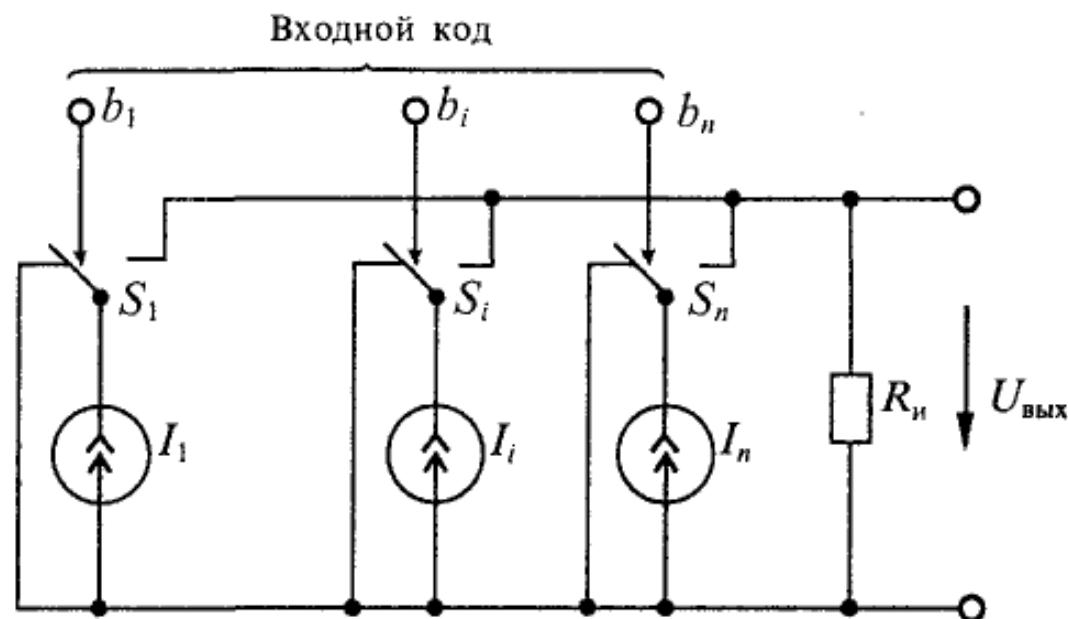 Входной код
b₁ bᵢ bₙ
S₁ Sᵢ Sₙ
I₁ Iᵢ Iₙ Rи Uвых